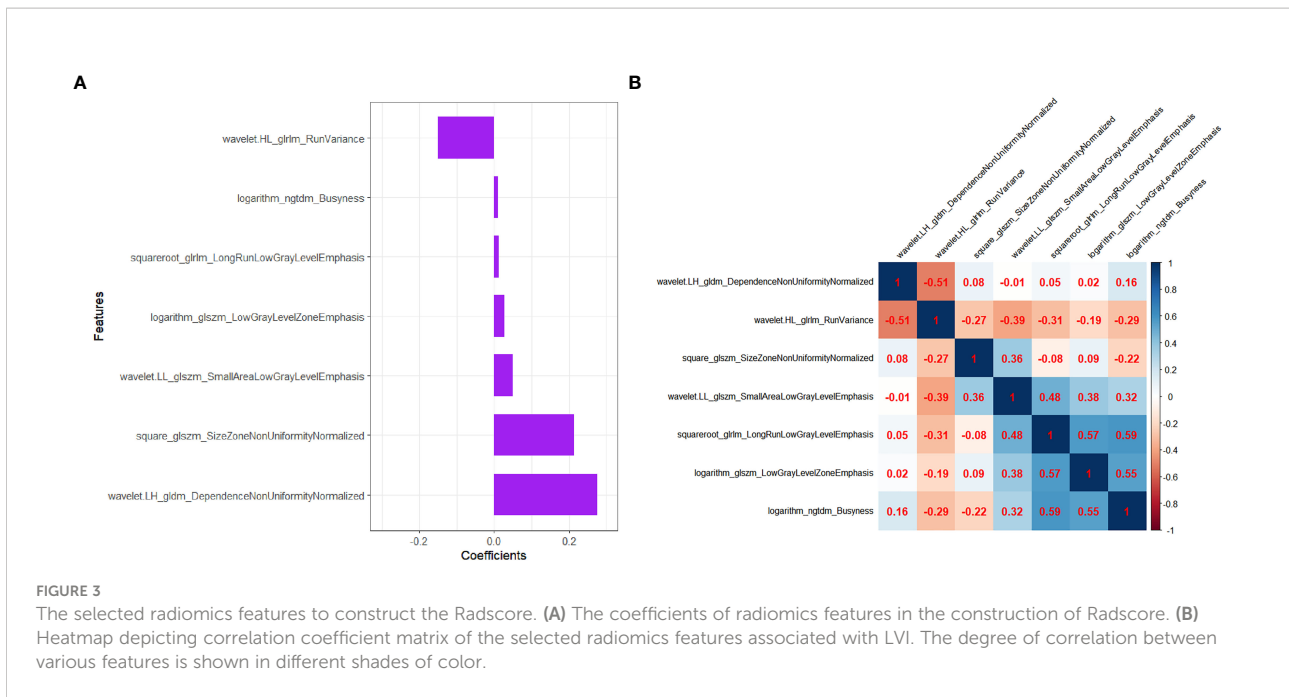 A
wavelet.HL_glrlm_RunVariance
logarithm_ngtdm_Busyness
squareroot_glrlm_LongRunLowGrayLevelEmphasis
logarithm_glszm_LowGrayLevelZoneEmphasis
wavelet.LL_glszm_SmallAreaLowGrayLevelEmphasis
square_glszm_SizeZoneNonUniformityNormalized
wavelet.LH_gldm_DependenceNonUniformityNormalized
Features
-0.2 0.0 0.2
Coefficients
B
wavelet.LH_gldm_DependenceNonUniformityNormalized
wavelet.HL_glrlm_RunVariance
square_glszm_SizeZoneNonUniformityNormalized
wavelet.LL_glszm_SmallAreaLowGrayLevelEmphasis
squareroot_glrlm_LongRunLowGrayLevelEmphasis
logarithm_glszm_LowGrayLevelZoneEmphasis
logarithm_ngtdm_Busyness
wavelet.LH_gldm_DependenceNonUniformityNormalized 1 -0.51 0.08 -0.01 0.05 0.02 0.16
wavelet.HL_glrlm_RunVariance -0.51 1 -0.27 -0.39 -0.31 -0.19 -0.29
square_glszm_SizeZoneNonUniformityNormalized 0.08 -0.27 1 0.36 -0.08 0.09 -0.22
wavelet.LL_glszm_SmallAreaLowGrayLevelEmphasis -0.01 -0.39 0.36 1 0.48 0.38 0.32
squareroot_glrlm_LongRunLowGrayLevelEmphasis 0.05 -0.31 -0.08 0.48 1 0.57 0.59
logarithm_glszm_LowGrayLevelZoneEmphasis 0.02 -0.19 0.09 0.38 0.57 1 0.55
logarithm_ngtdm_Busyness 0.16 -0.29 -0.22 0.32 0.59 0.55 1
1
0.8
0.6
0.4
0.2
0
-0.2
-0.4
-0.6
-0.8
-1
FIGURE 3
The selected radiomics features to construct the Radscore. (A) The coefficients of radiomics features in the construction of Radscore. (B)
Heatmap depicting correlation coefficient matrix of the selected radiomics features associated with LVI. The degree of correlation between
various features is shown in different shades of color.